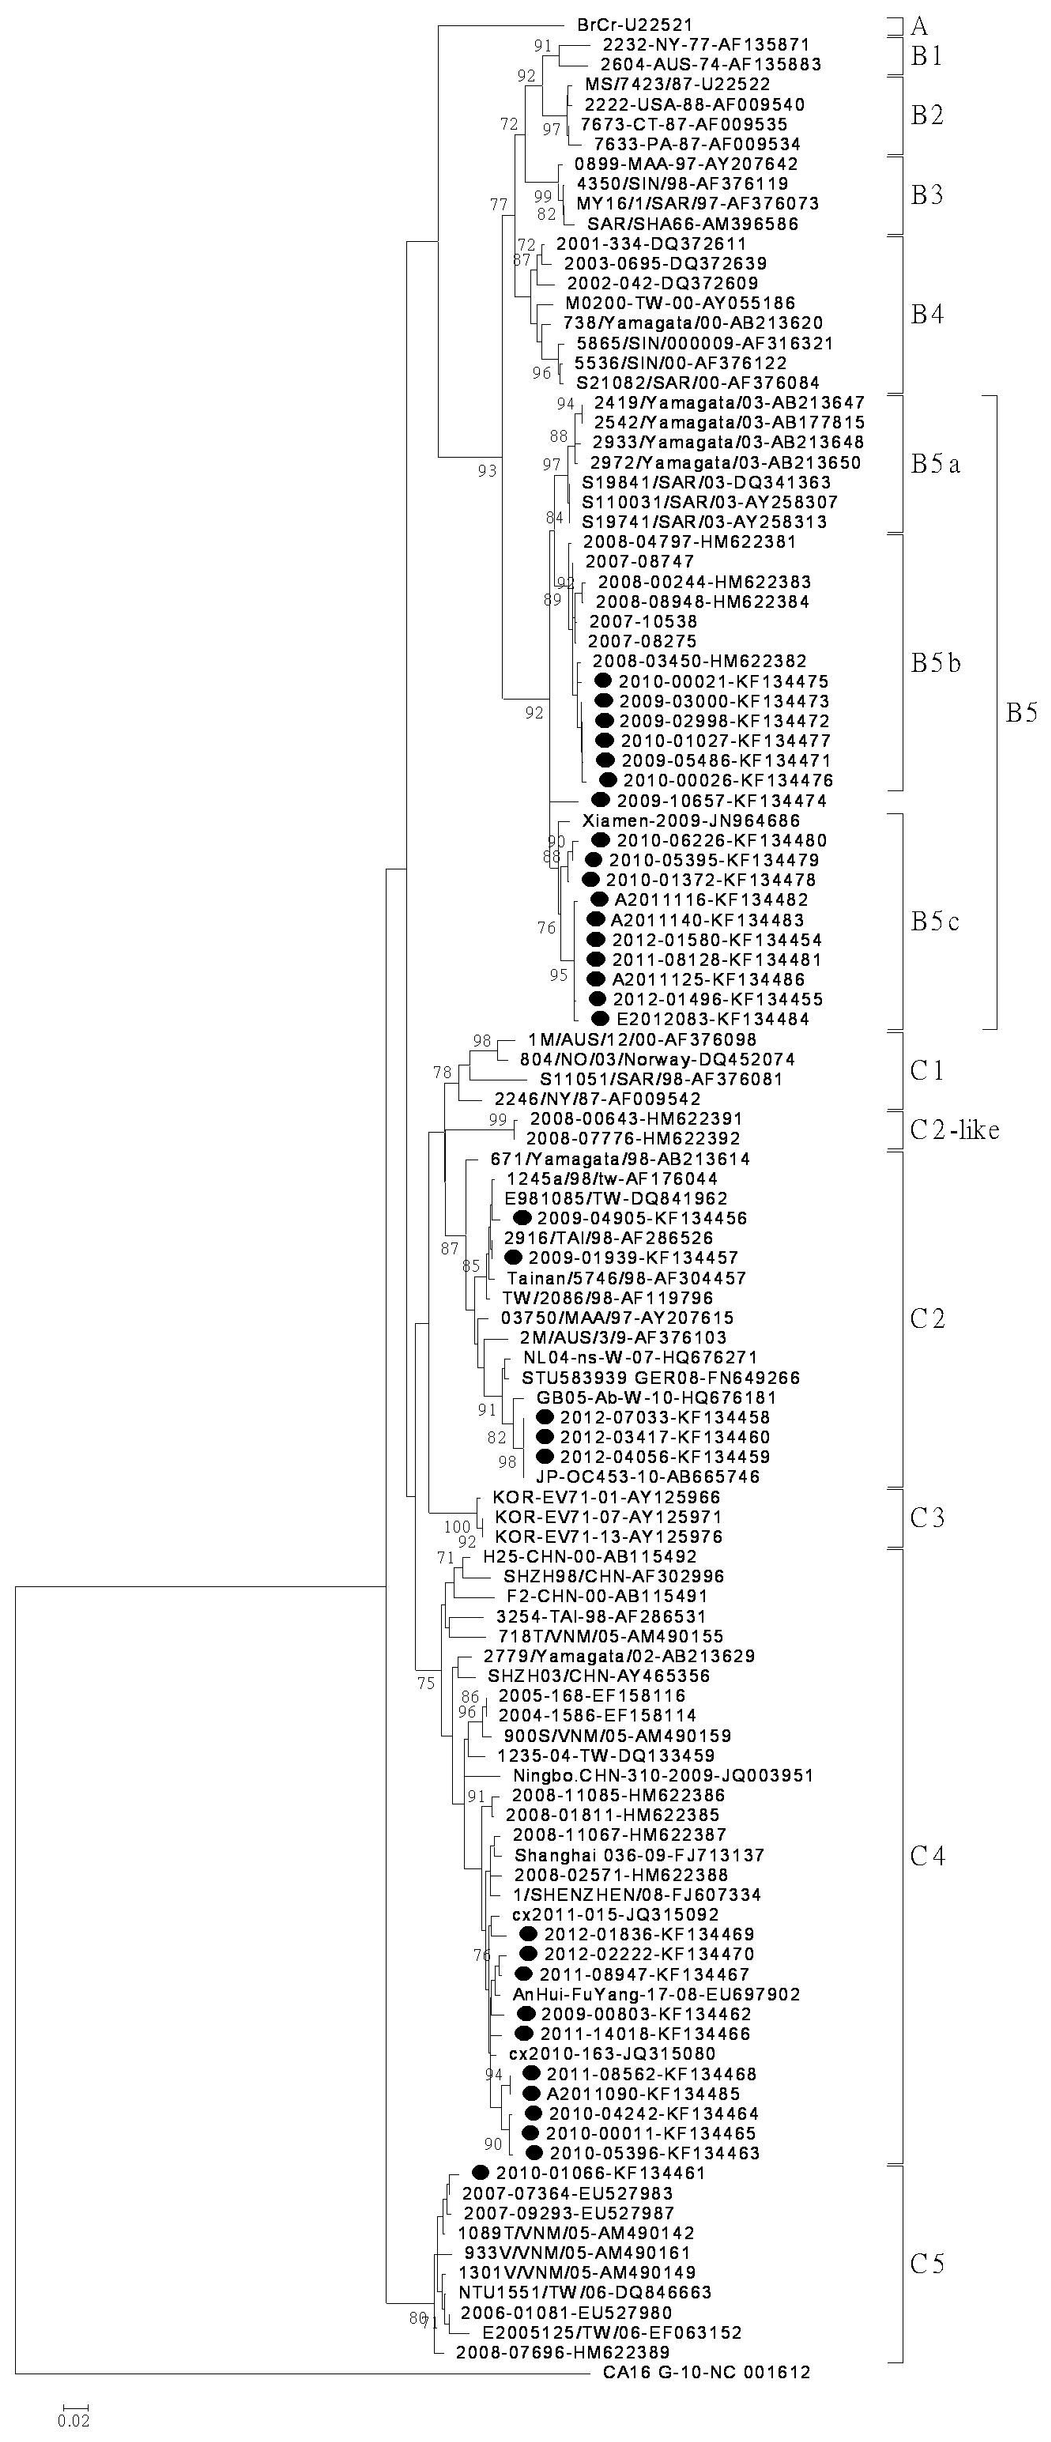 BrCr-U22521
A
2232-NY-77-AF135871
91
B1
2604-AUS-74-AF135883
92
MS/7423/87-U22522
2222-USA-88-AF009540
B2
72
7673-CT-87-AF009535
97
7633-PA-87-AF009534
0899-MAA-97-AY207642
4350/SIN/98-AF376119
B3
99
77
MY16/1/SAR/97-AF376073
82
SAR/SHA66-AM396586
72
2001-334-DQ372611
87
2003-0695-DQ372639
2002-042-DQ372609
M0200-TW-00-AY055186
B4
738/Yamagata/00-AB213620
5865/SIN/000009-AF316321
5536/SIN/00-AF376122
96
S21082/SAR/00-AF376084
94
2419/Yamagata/03-AB213647
2542/Yamagata/03-AB177815
88
2933/Yamagata/03-AB213648
97
2972/Yamagata/03-AB213650
B5a
93
S19841/SAR/03-DQ341363
S110031/SAR/03-AY258307
84
S19741/SAR/03-AY258313
2008-04797-HM622381
2007-08747
92
2008-00244-HM622383
89
2008-08948-HM622384
2007-10538
2007-08275
2008-03450-HM622382
B5b
2010-00021-KF134475
2009-03000-KF134473
92
B5
2009-02998-KF134472
2010-01027-KF134477
2009-05486-KF134471
2010-00026-KF134476
2009-10657-KF134474
Xiamen-2009-JN964686
90
2010-06226-KF134480
88
2010-05395-KF134479
2010-01372-KF134478
A2011116-KF134482
A2011140-KF134483
B5c
76
2012-01580-KF134454
2011-08128-KF134481
95
A2011125-KF134486
2012-01496-KF134455
E2012083-KF134484
98
1M/AUS/12/00-AF376098
804/NO/03/Norway-DQ452074
C1
78
S11051/SAR/98-AF376081
2246/NY/87-AF009542
99
2008-00643-HM622391
C2-like
2008-07776-HM622392
671/Yamagata/98-AB213614
1245a/98/tw-AF176044
E981085/TW-DQ841962
2009-04905-KF134456
2916/TAI/98-AF286526
87
2009-01939-KF134457
85
Tainan/5746/98-AF304457
TW/2086/98-AF119796
03750/MAA/97-AY207615
C2
2M/AUS/3/9-AF376103
NL04-ns-W-07-HQ676271
STU583939 GER08-FN649266
GB05-Ab-W-10-HQ676181
91
2012-07033-KF134458
82
2012-03417-KF134460
98
2012-04056-KF134459
JP-OC453-10-AB665746
KOR-EV71-01-AY125966
KOR-EV71-07-AY125971
C3
100
KOR-EV71-13-AY125976
92
71
H25-CHN-00-AB115492
SHZH98/CHN-AF302996
F2-CHN-00-AB115491
3254-TAI-98-AF286531
718T/VNM/05-AM490155
2779/Yamagata/02-AB213629
75
SHZH03/CHN-AY465356
86
2005-168-EF158116
96
2004-1586-EF158114
900S/VNM/05-AM490159
1235-04-TW-DQ133459
Ningbo.CHN-310-2009-JQ003951
91
2008-11085-HM622386
2008-01811-HM622385
2008-11067-HM622387
Shanghai 036-09-FJ713137
C4
2008-02571-HM622388
1/SHENZHEN/08-FJ607334
cx2011-015-JQ315092
2012-01836-KF134469
76
2012-02222-KF134470
2011-08947-KF134467
AnHui-FuYang-17-08-EU697902
2009-00803-KF134462
2011-14018-KF134466
cx2010-163-JQ315080
94
2011-08562-KF134468
A2011090-KF134485
2010-04242-KF134464
2010-00011-KF134465
90
2010-05396-KF134463
2010-01066-KF134461
2007-07364-EU527983
2007-09293-EU527987
1089T/VNM/05-AM490142
933V/VNM/05-AM490161
C5
1301V/VNM/05-AM490149
NTU1551/TW/06-DQ846663
80
71
2006-01081-EU527980
E2005125/TW/06-EF063152
2008-07696-HM622389
CA16 G-10-NC 001612
0.02